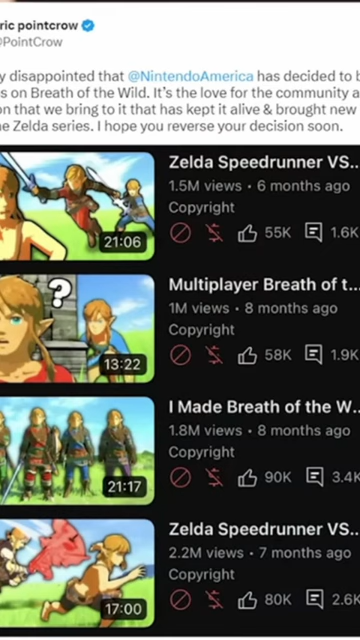 ric pointcrow
@PointCrow
y disappointed that @NintendoAmerica has decided to b
s on Breath of the Wild. It's the love for the community a
on that we bring to it that has kept it alive & brought new
e Zelda series. I hope you reverse your decision soon.
Zelda Speedrunner VS...
1.5M views • 6 months ago
Copyright
55K 1.6K
21:06
?
Multiplayer Breath of t...
1M views • 8 months ago
Copyright
58K 1.9K
13:22
I Made Breath of the W...
1.8M views • 8 months ago
Copyright
90K 3.4K
21:17
Zelda Speedrunner VS...
2.2M views • 7 months ago
Copyright
80K 2.6K
17:00